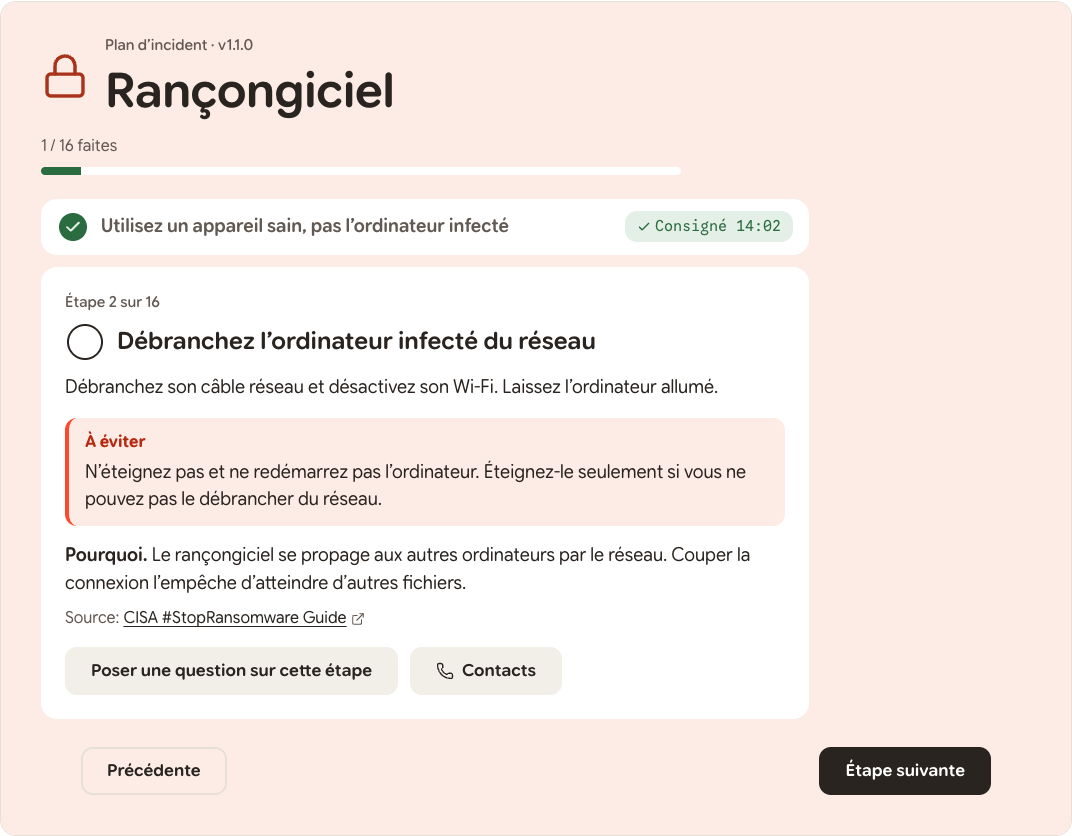 Plan d’incident · v1.1.0
Rançongiciel
1 / 16 faites
Utilisez un appareil sain, pas l’ordinateur infecté
Consigné 14:02
Étape 2 sur 16
Débranchez l’ordinateur infecté du réseau
Débranchez son câble réseau et désactivez son Wi-Fi. Laissez l’ordinateur allumé.
À éviter
N’éteignez pas et ne redémarrez pas l’ordinateur. Éteignez-le seulement si vous ne
pouvez pas le débrancher du réseau.
Pourquoi. Le rançongiciel se propage aux autres ordinateurs par le réseau. Couper la
connexion l’empêche d’atteindre d’autres fichiers.
Source: CISA #StopRansomware Guide
Poser une question sur cette étape
Contacts
Précédente
Étape suivante